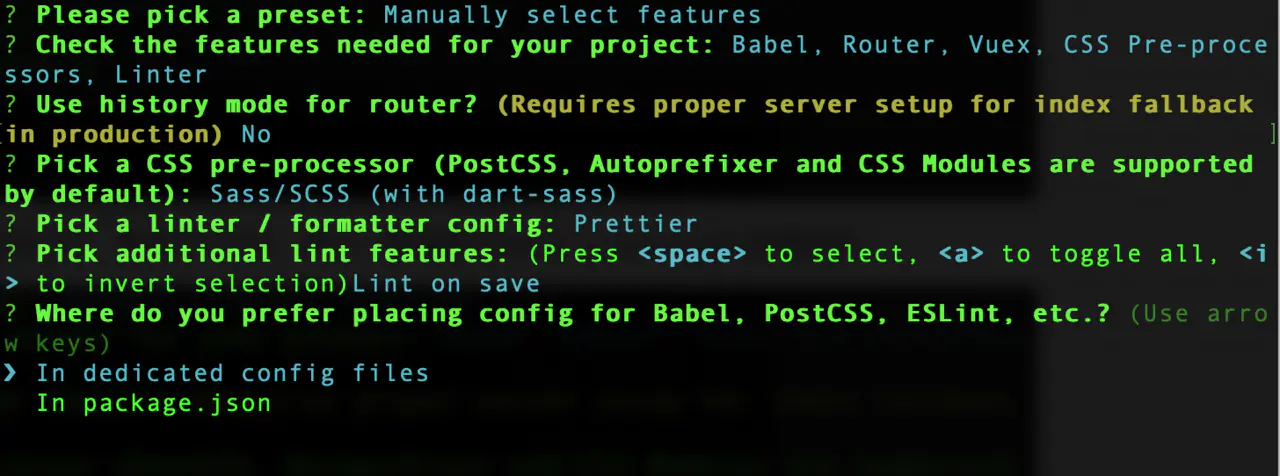 ? Please pick a preset: Manually select features
? Check the features needed for your project: Babel, Router, Vuex, CSS Pre-proce
ssors, Linter
? Use history mode for router? (Requires proper server setup for index fallback
in production) No
? Pick a CSS pre-processor (PostCSS, Autoprefixer and CSS Modules are supported
by default): Sass/SCSS (with dart-sass)
? Pick a linter / formatter config: Prettier
? Pick additional lint features: (Press <space> to select, <a> to toggle all, <i
> to invert selection)Lint on save
? Where do you prefer placing config for Babel, PostCSS, ESLint, etc.? (Use arro
w keys)
❯ In dedicated config files
In package.json